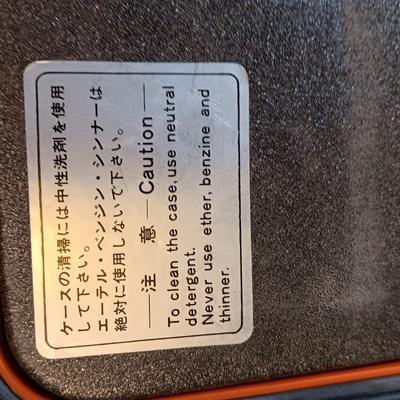 ケースの清掃には中性洗剤を使用
して下さい。
エーテル・ベンジン・シンナーは
絶対に使用しないで下さい。
注 意 Caution
To clean the case,use neutral
detergent.
Never use ether, benzine and
thinner.